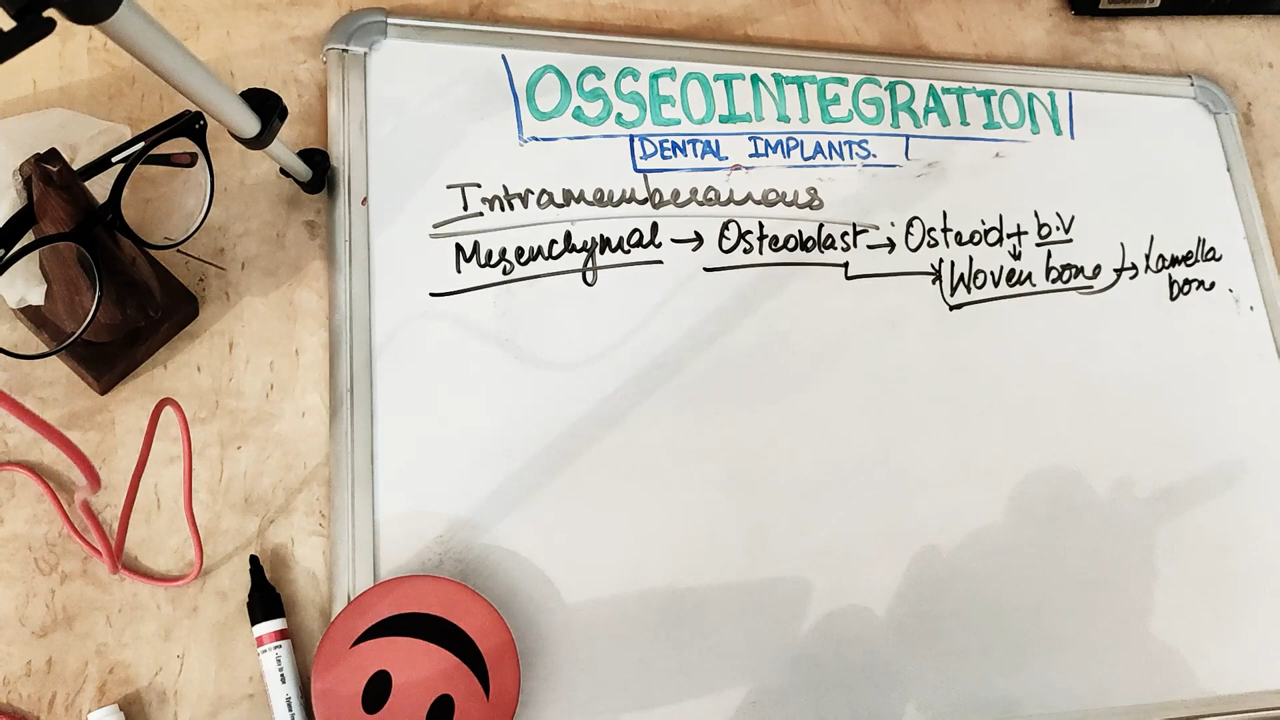 OSSEOINTEGRATION
DENTAL IMPLANTS.
Intramemberanous
Mesenchymal → Osteoblast → Osteoid + b.v
Woven bone → Lamella
bone.